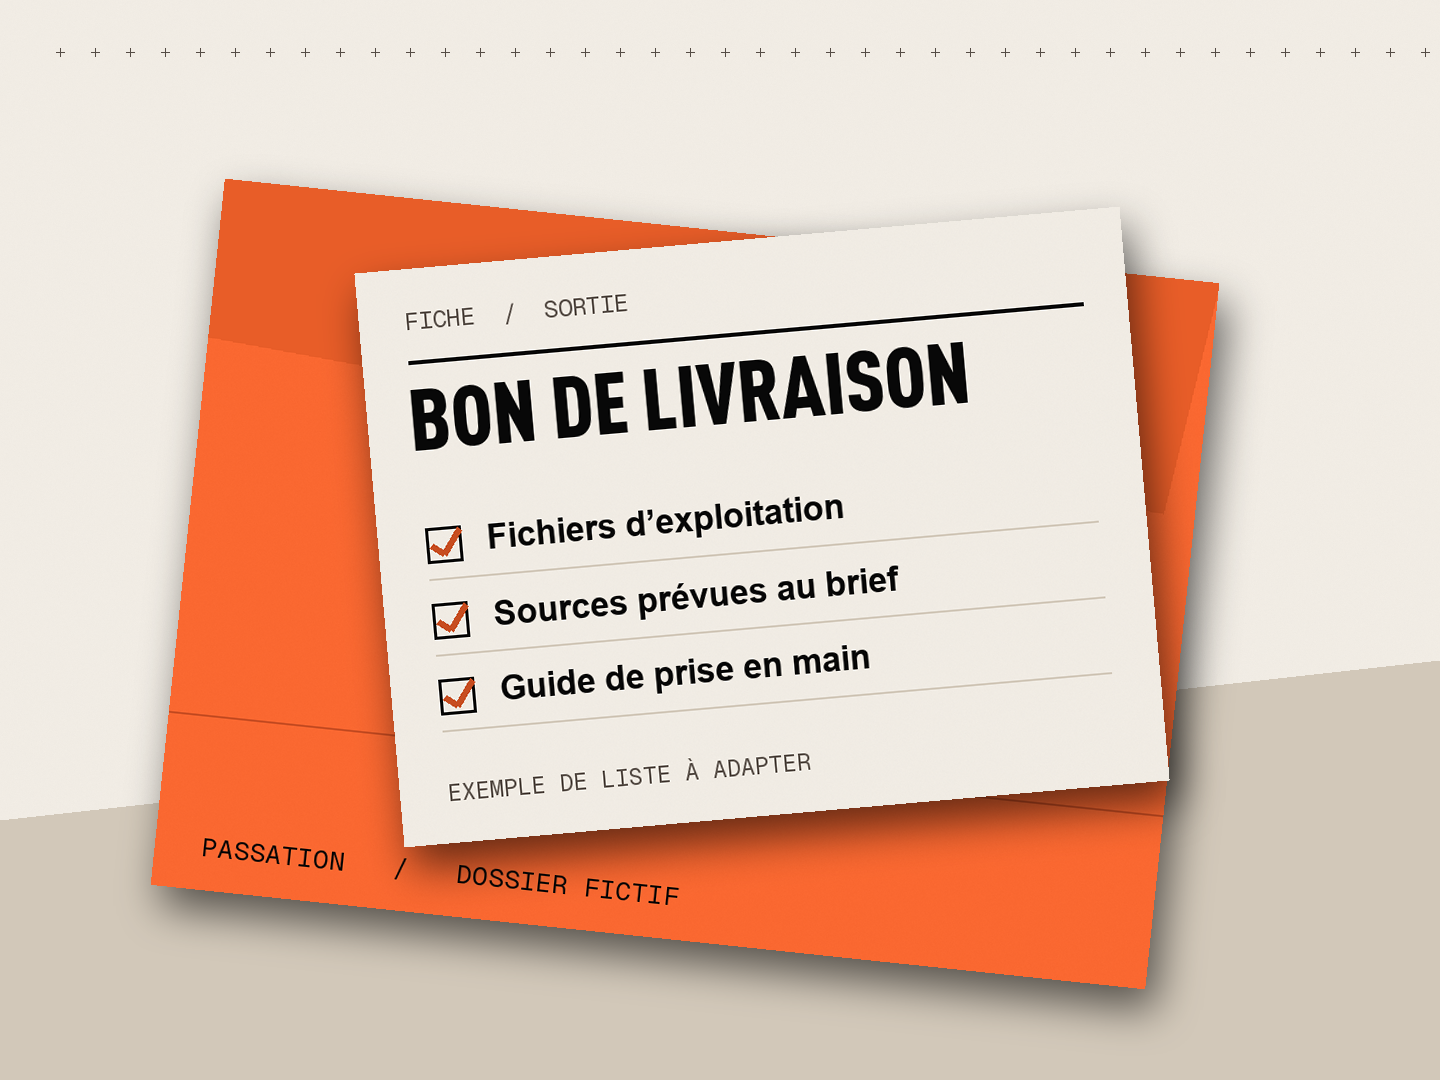 FICHE / SORTIE
BON DE LIVRAISON
Fichiers d’exploitation
Sources prévues au brief
Guide de prise en main
EXEMPLE DE LISTE À ADAPTER
PASSATION / DOSSIER FICTIF